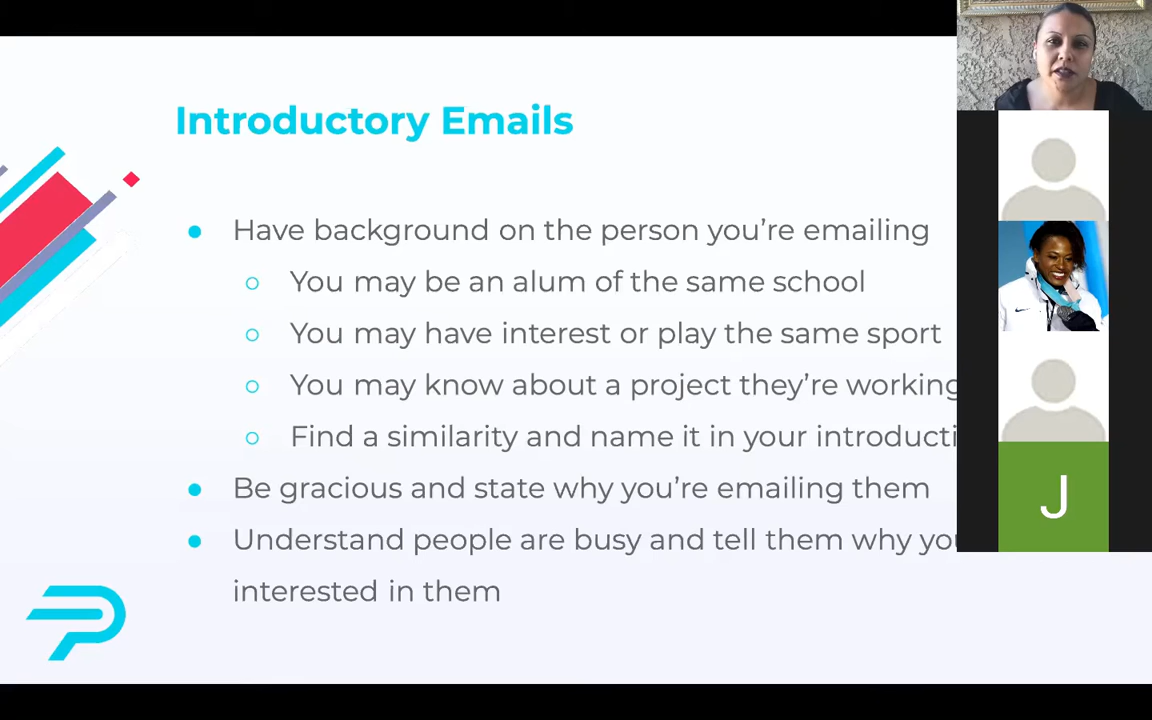 Introductory Emails
● Have background on the person you're emailing
○ You may be an alum of the same school
○ You may have interest or play the same sport
○ You may know about a project they're working
○ Find a similarity and name it in your
● Be gracious and state why you're emailing them
● Understand people are busy and tell them why
interested in them
J